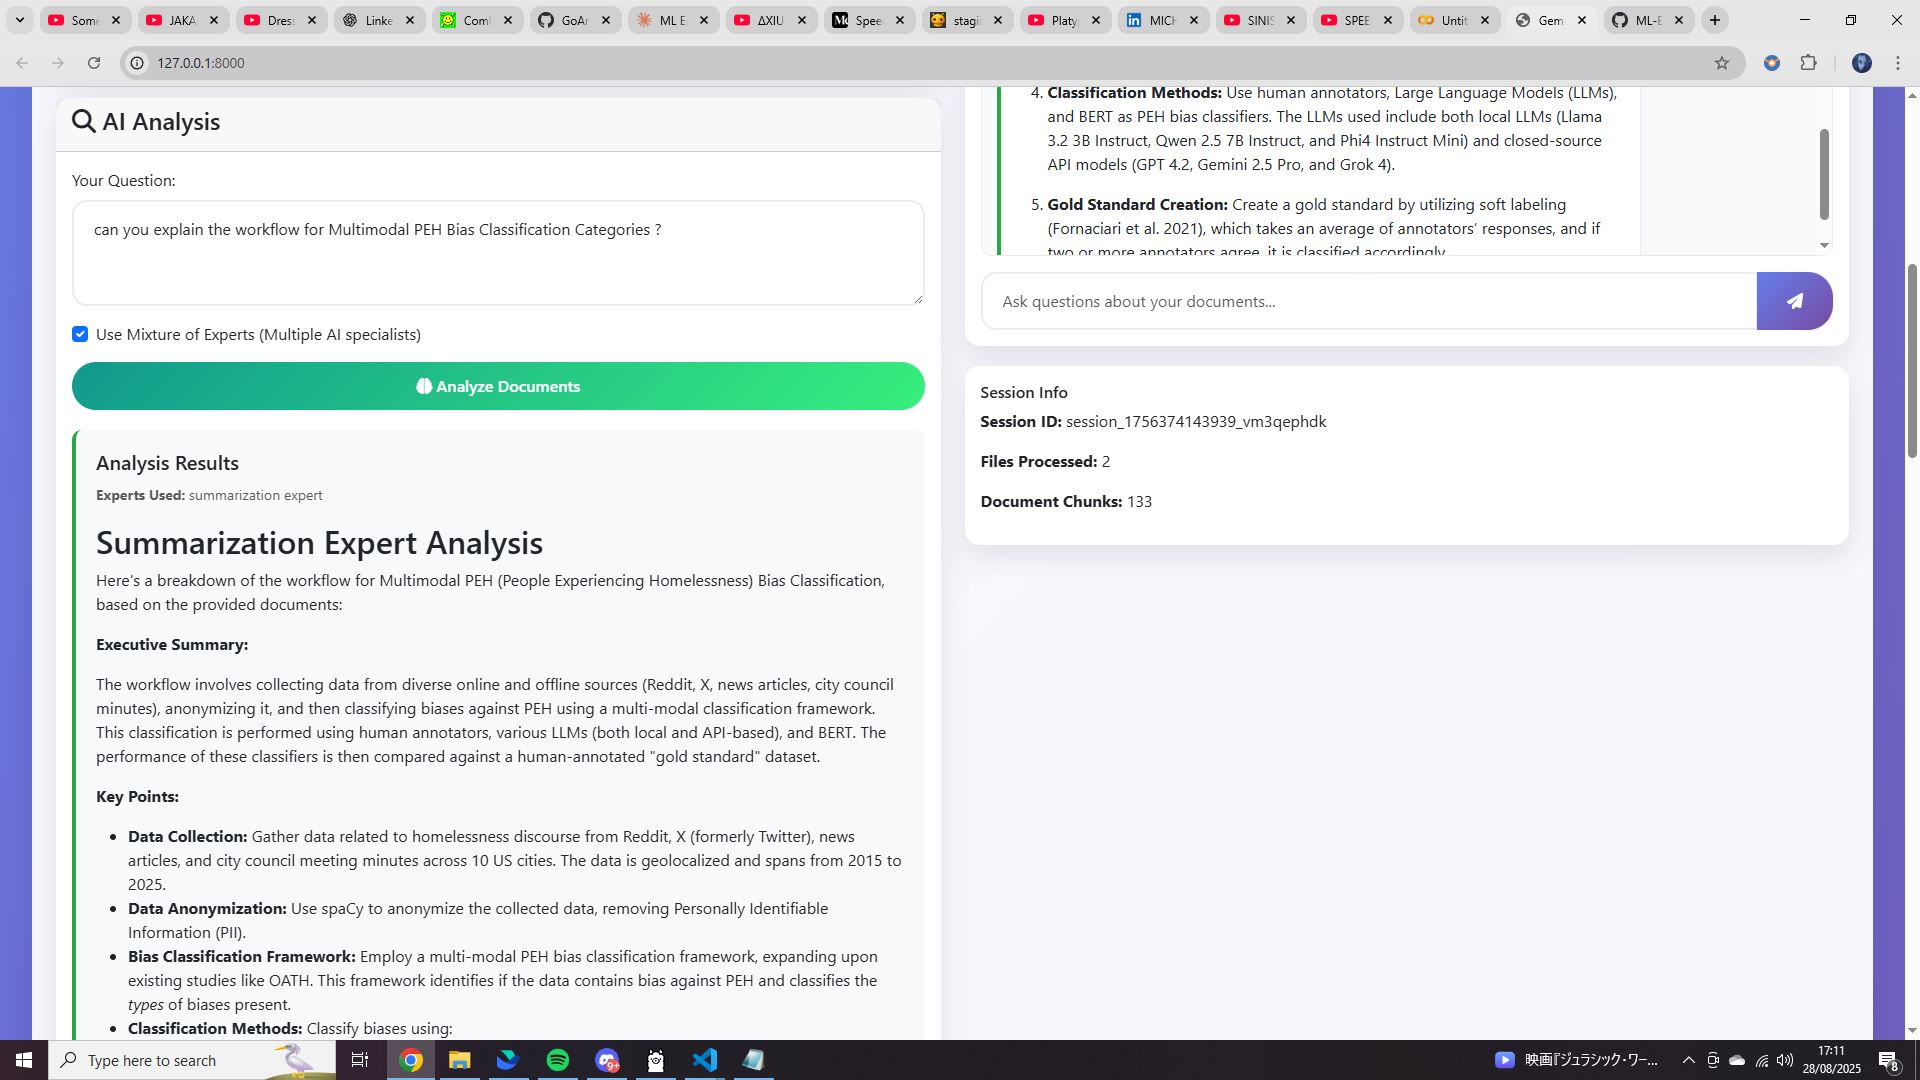 Some
JAKA
Dress
Linke
Coml
GoAr
ML E
ΔXIU
Spee
stagi
Platy
MICH
SINIS
SPEE
Untit
Gem
ML-E
127.0.0.1:8000
AI Analysis
Your Question:
can you explain the workflow for Multimodal PEH Bias Classification Categories ?
Use Mixture of Experts (Multiple AI specialists)
Analyze Documents
Analysis Results
Experts Used: summarization expert
Summarization Expert Analysis
Here's a breakdown of the workflow for Multimodal PEH (People Experiencing Homelessness) Bias Classification,
based on the provided documents:
Executive Summary:
The workflow involves collecting data from diverse online and offline sources (Reddit, X, news articles, city council
minutes), anonymizing it, and then classifying biases against PEH using a multi-modal classification framework.
This classification is performed using human annotators, various LLMs (both local and API-based), and BERT. The
performance of these classifiers is then compared against a human-annotated "gold standard" dataset.
Key Points:
• Data Collection: Gather data related to homelessness discourse from Reddit, X (formerly Twitter), news
articles, and city council meeting minutes across 10 US cities. The data is geolocalized and spans from 2015 to
2025.
• Data Anonymization: Use spaCy to anonymize the collected data, removing Personally Identifiable
Information (PII).
• Bias Classification Framework: Employ a multi-modal PEH bias classification framework, expanding upon
existing studies like OATH. This framework identifies if the data contains bias against PEH and classifies the
types of biases present.
• Classification Methods: Classify biases using:
4. Classification Methods: Use human annotators, Large Language Models (LLMs),
and BERT as PEH bias classifiers. The LLMs used include both local LLMs (Llama
3.2 3B Instruct, Qwen 2.5 7B Instruct, and Phi4 Instruct Mini) and closed-source
API models (GPT 4.2, Gemini 2.5 Pro, and Grok 4).
5. Gold Standard Creation: Create a gold standard by utilizing soft labeling
(Fornaciari et al. 2021), which takes an average of annotators’ responses, and if
two or more annotators agree, it is classified accordingly.
Ask questions about your documents...
Session Info
Session ID: session_1756374143939_vm3qephdk
Files Processed: 2
Document Chunks: 133
Type here to search
9+
映画『ジュラシック・ワー...
17:11
28/08/2025
8